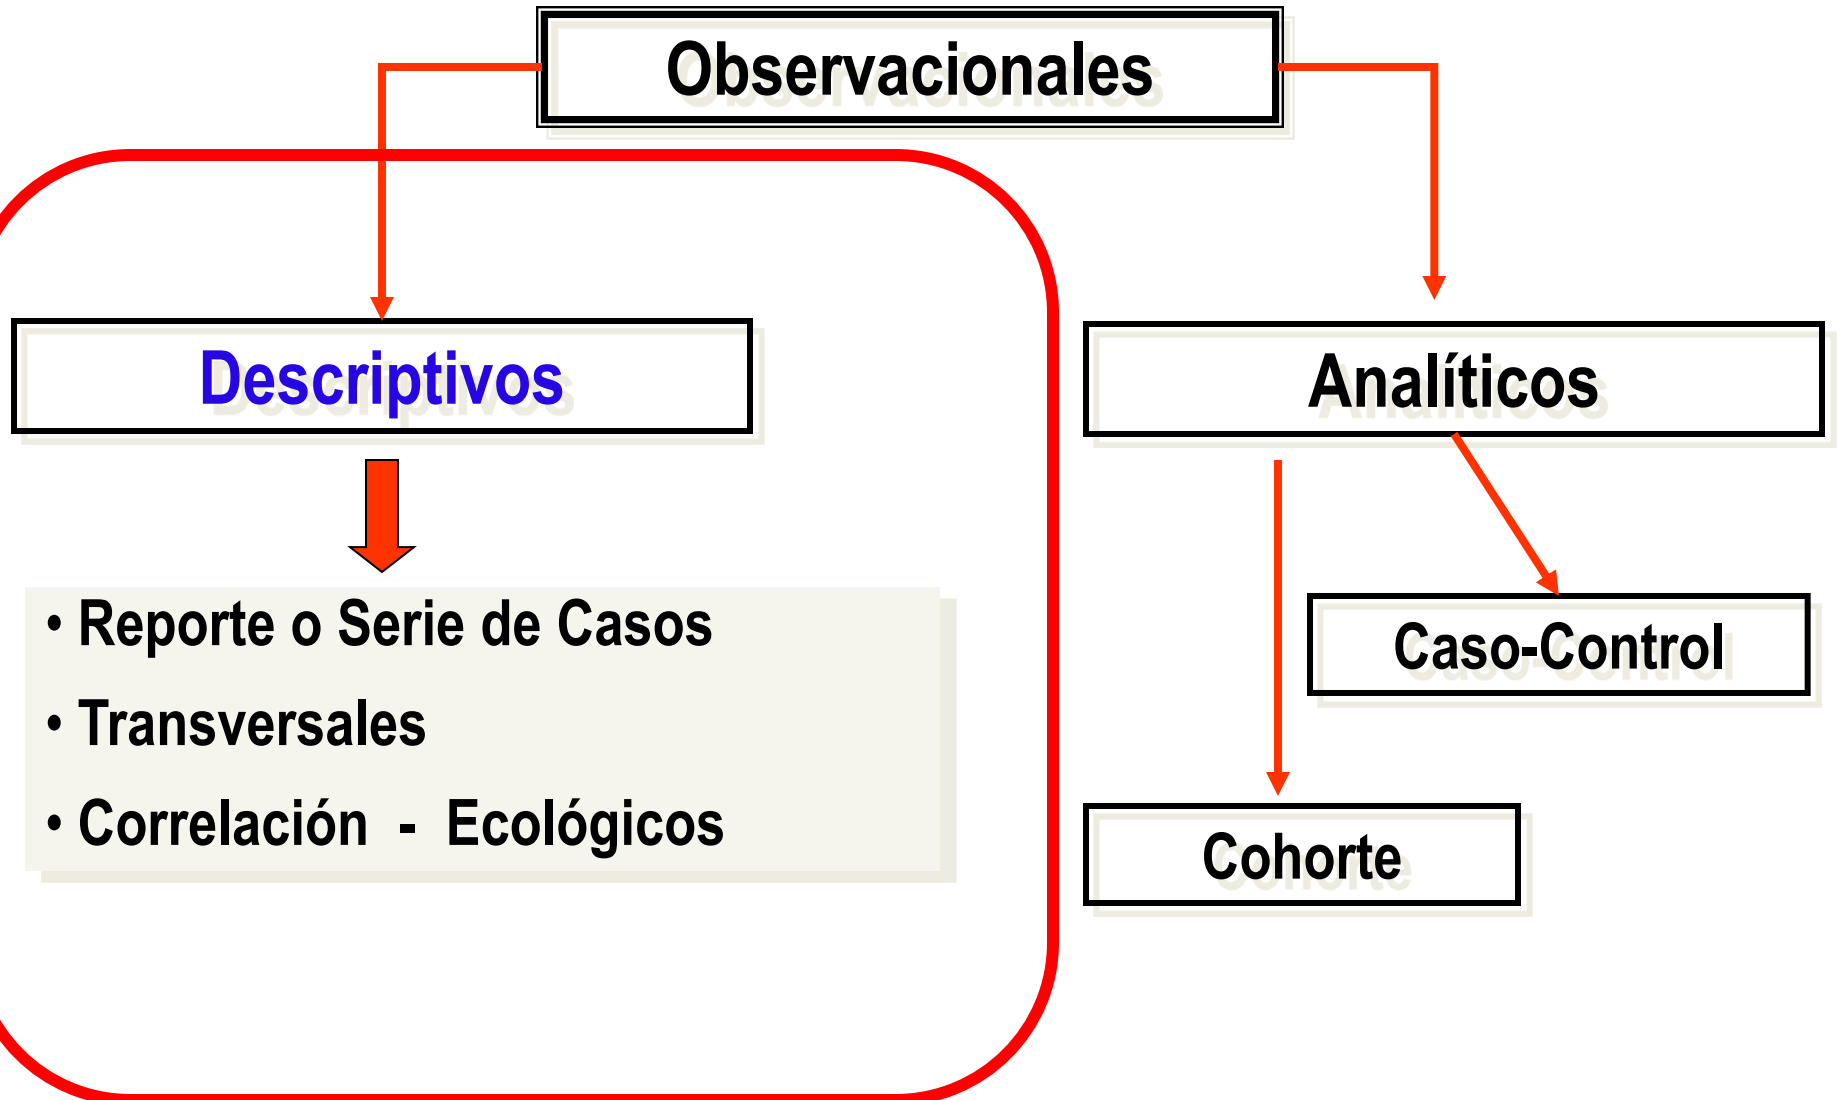 Observacionales
Descriptivos
Analíticos
• Reporte o Serie de Casos
• Transversales
• Correlación - Ecológicos
Caso-Control
Cohorte